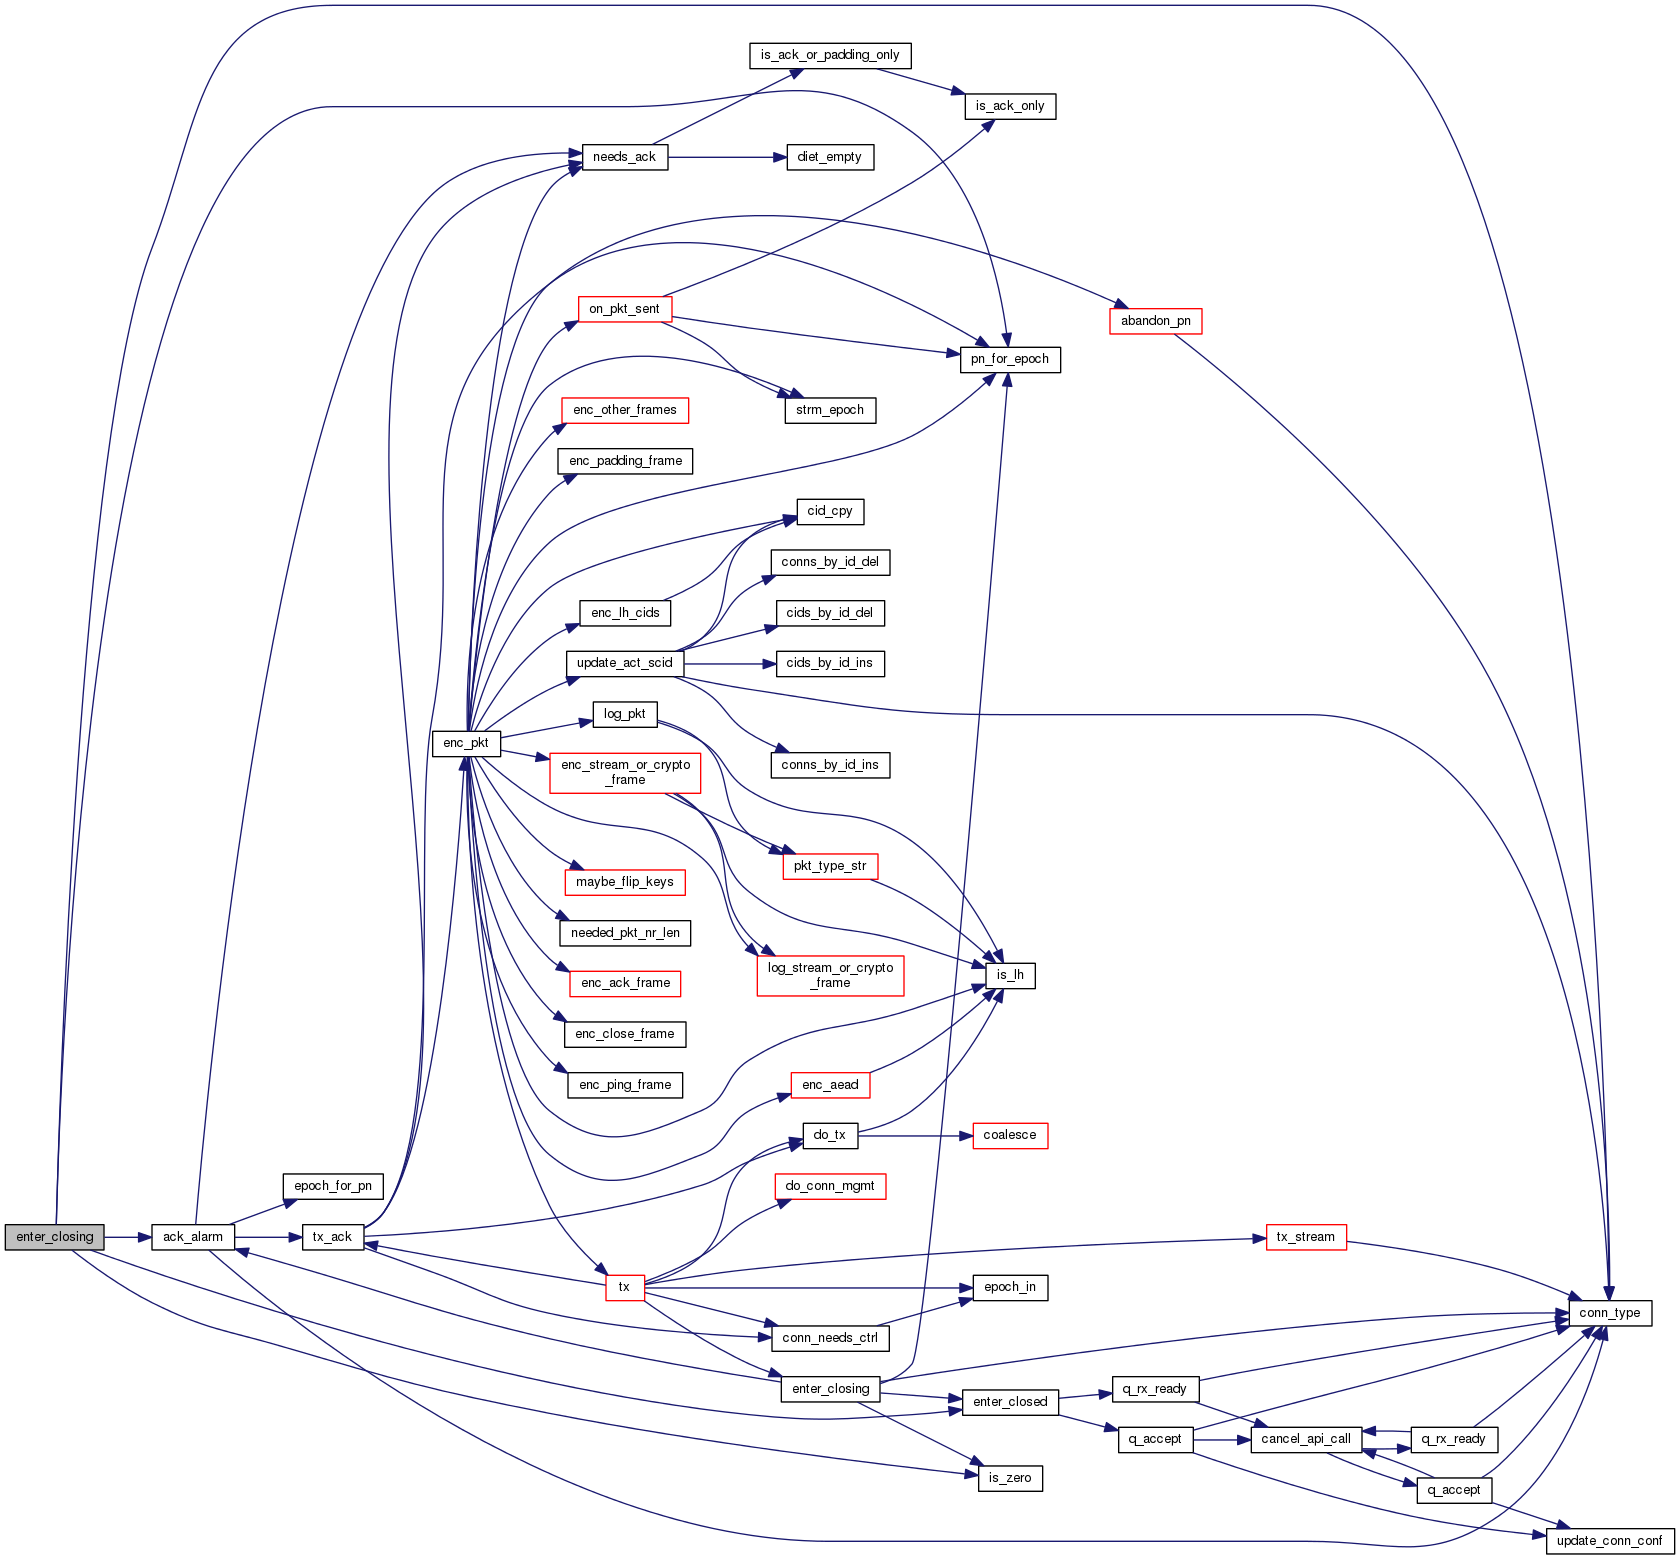 is_ack_or_padding_only
is_ack_only
needs_ack
diet_empty
on_pkt_sent
abandon_pn
pn_for_epoch
enc_other_frames
strm_epoch
enc_padding_frame
cid_cpy
conns_by_id_del
enc_lh_cids
cids_by_id_del
update_act_scid
cids_by_id_ins
log_pkt
enc_pkt
conns_by_id_ins
enc_stream_or_crypto
_frame
pkt_type_str
maybe_flip_keys
needed_pkt_nr_len
log_stream_or_crypto
_frame
is_lh
enc_ack_frame
enc_close_frame
enc_ping_frame
enc_aead
do_tx
coalesce
epoch_for_pn
do_conn_mgmt
enter_closing
ack_alarm
tx_ack
tx_stream
tx
epoch_in
conn_type
conn_needs_ctrl
enter_closing
q_rx_ready
enter_closed
q_accept
cancel_api_call
q_rx_ready
is_zero
q_accept
update_conn_conf